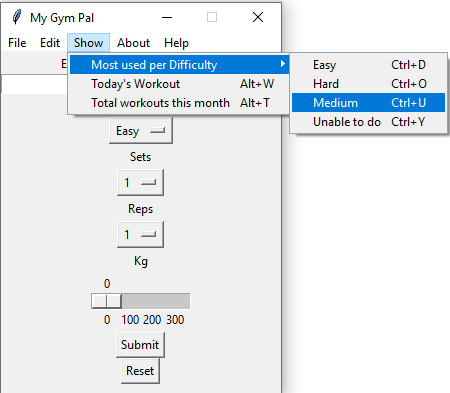 My Gym Pal
File Edit Show About Help
E
Most used per Difficulty
Today's Workout Alt+W
Total workouts this month Alt+T
Easy Ctrl+D
Hard Ctrl+O
Medium Ctrl+U
Unable to do Ctrl+Y
Easy
Sets
1
Reps
1
Kg
0
0 100 200 300
Submit
Reset